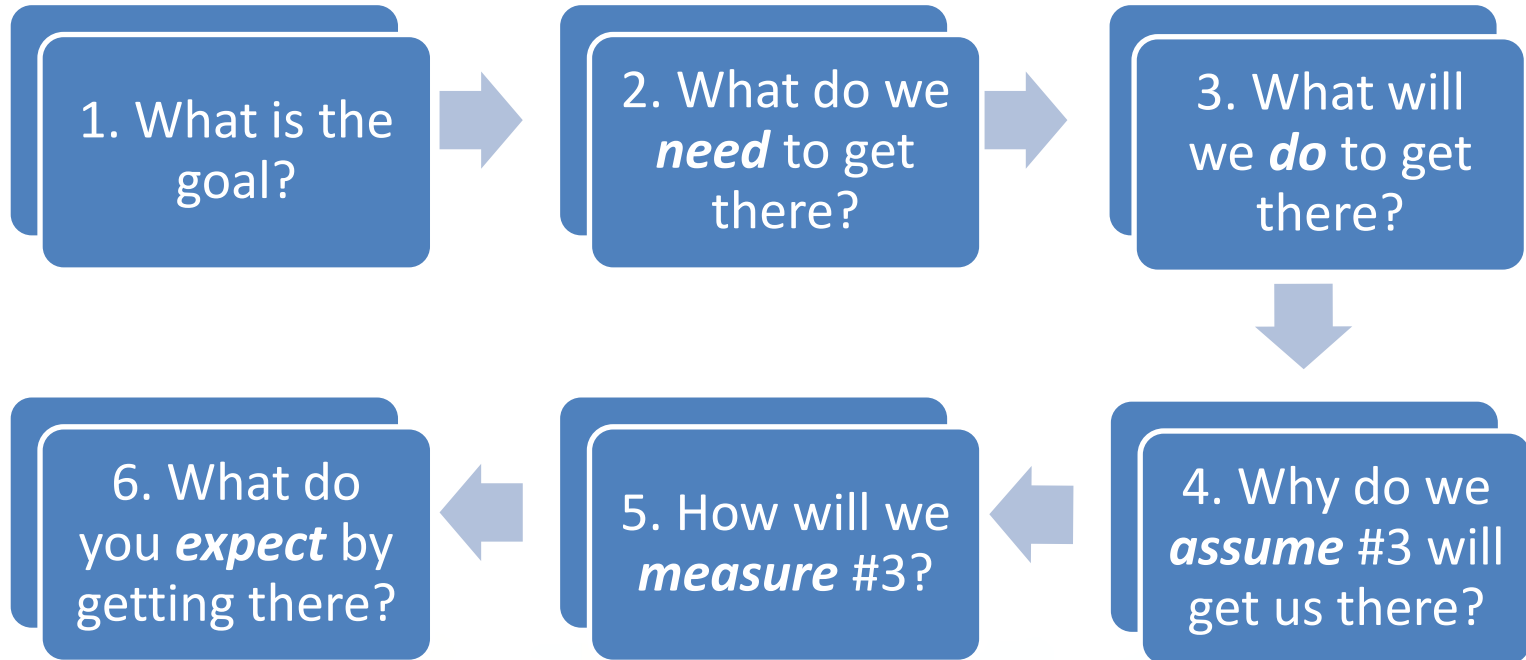 1. What is the
goal?
2. What do we
need to get
there?
3. What will
we do to get
there?
4. Why do we
assume #3 will
get us there?
5. How will we
measure #3?
6. What do
you expect by
getting there?